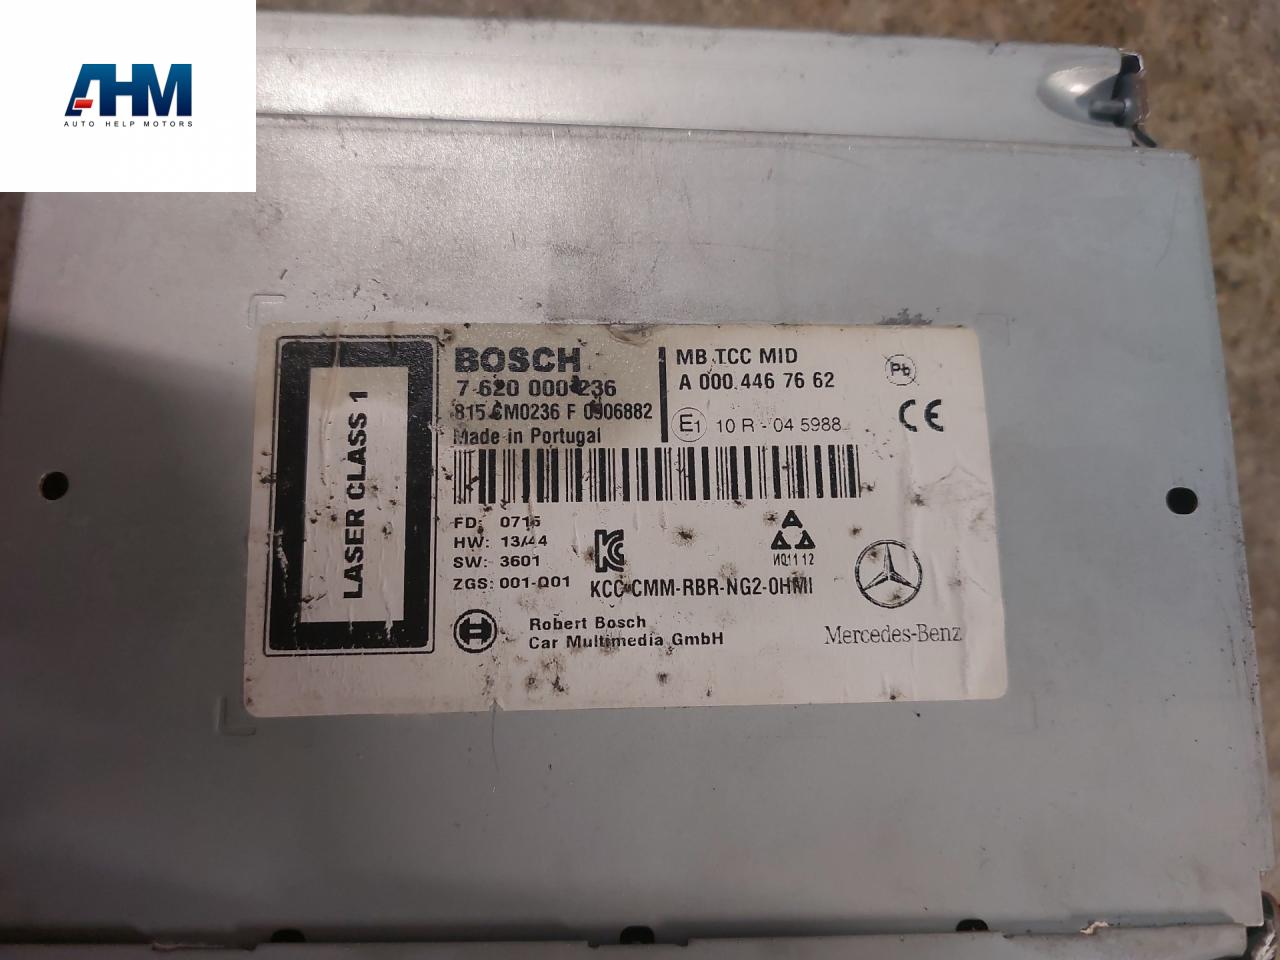 AHM
AUTO HELP MOTORS
LASER CLASS 1
BOSCH
7 620 000 236
815 CM0236 F 0906882
Made in Portugal
MB TCC MID
A 000 446 76 62
Pb
E1 10 R - 04 5988
CE
FD: 0715
HW: 13/44
SW: 3601
ZGS: 001-001
KCC-CMM-RBR-NG2-0HMI
N01112
Robert Bosch
Car Multimedia GmbH
Mercedes-Benz